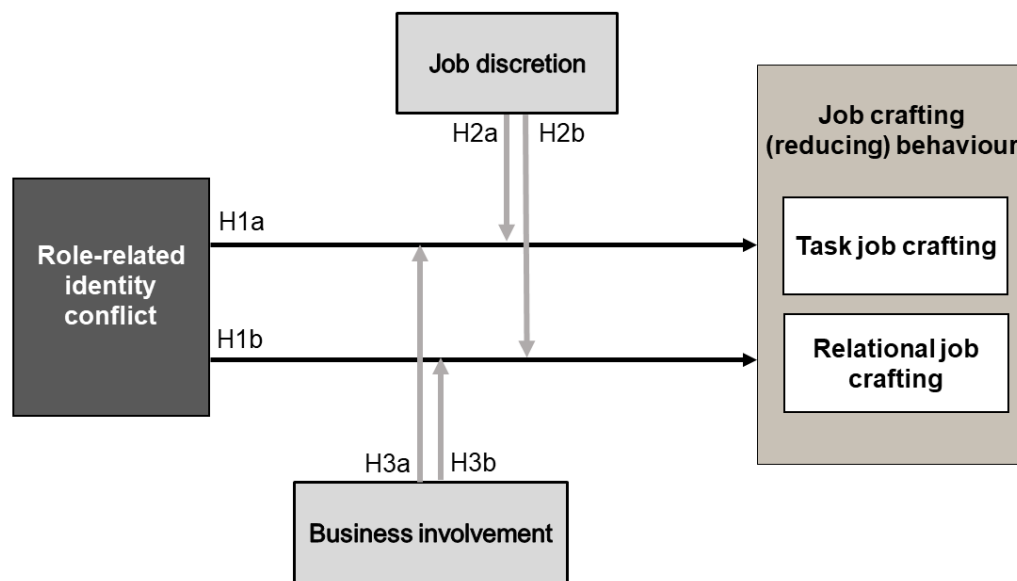 Job discretion
H2a
H2b
Job crafting
(reducing) behaviour
H1a
Role-related
identity
conflict
Task job crafting
H1b
Relational job
crafting
H3a
H3b
Business involvement